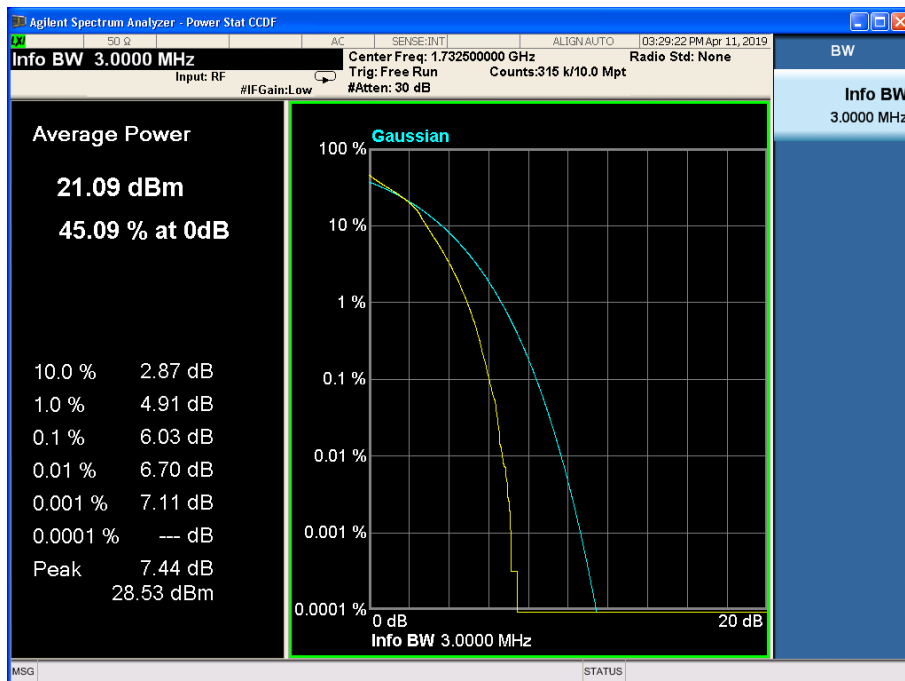 Agilent Spectrum Analyzer - Power Stat CCDF
LXI 50 Ω AC SENSE:INT ALIGN AUTO 03:29:22 PM Apr 11, 2019
Info BW 3.0000 MHz
Center Freq: 1.732500000 GHz Radio Std: None
Input: RF Trig: Free Run Counts:315 k/10.0 Mpt
#IFGain:Low #Atten: 30 dB
BW
Info BW
3.0000 MHz
Average Power
21.09 dBm
45.09 % at 0dB
10.0 % 2.87 dB
1.0 % 4.91 dB
0.1 % 6.03 dB
0.01 % 6.70 dB
0.001 % 7.11 dB
0.0001 % --- dB
Peak 7.44 dB
28.53 dBm
Gaussian
100 %
10 %
1 %
0.1 %
0.01 %
0.001 %
0.0001 %
0 dB 20 dB
Info BW 3.0000 MHz
MSG STATUS